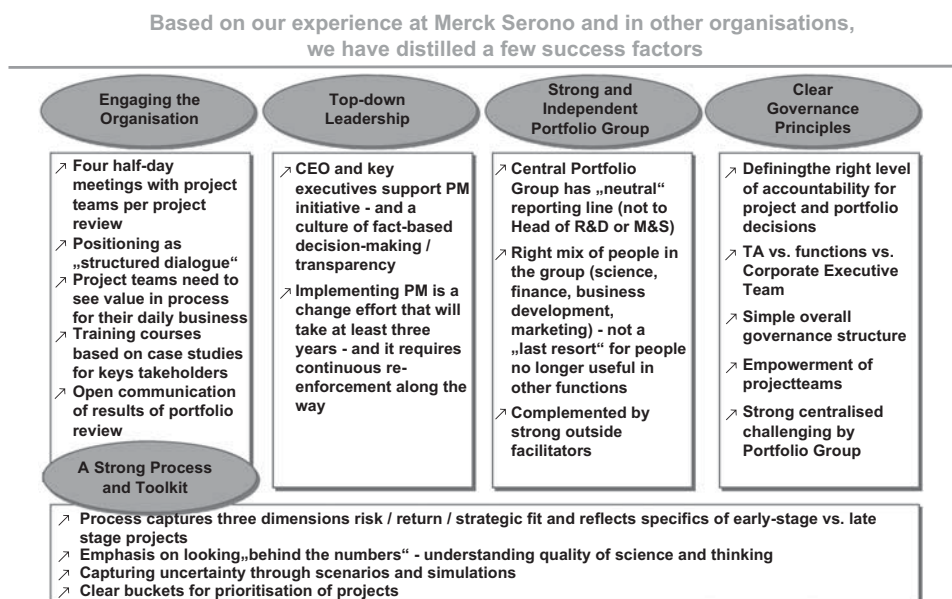 Based on our experience at Merck Serono and in other organisations,
we have distilled a few success factors
Engaging the
Organisation
↗ Four half-day
meetings with project
teams per project
review
↗ Positioning as
„structured dialogue“
↗ Project teams need to
see value in process
for their daily business
↗ Training courses
based on case studies
for keys takeholders
↗ Open communication
of results of portfolio
review
Top-down
Leadership
↗ CEO and key
executives support PM
initiative - and a
culture of fact-based
decision-making /
transparency
↗ Implementing PM is a
change effort that will
take at least three
years - and it requires
continuous re-
enforcement along the
way
Strong and
Independent
Portfolio Group
↗ Central Portfolio
Group has „neutral“
reporting line (not to
Head of R&D or M&S)
↗ Right mix of people in
the group (science,
finance, business
development,
marketing) - not a
„last resort“ for people
no longer useful in
other functions
↗ Complemented by
strong outside
facilitators
Clear
Governance
Principles
↗ Definingthe right level
of accountability for
project and portfolio
decisions
↗ TA vs. functions vs.
Corporate Executive
Team
↗ Simple overall
governance structure
↗ Empowerment of
projectteams
↗ Strong centralised
challenging by
Portfolio Group
A Strong Process
and Toolkit
↗ Process captures three dimensions risk / return / strategic fit and reflects specifics of early-stage vs. late
stage projects
↗ Emphasis on looking„behind the numbers“ - understanding quality of science and thinking
↗ Capturing uncertainty through scenarios and simulations
↗ Clear buckets for prioritisation of projects